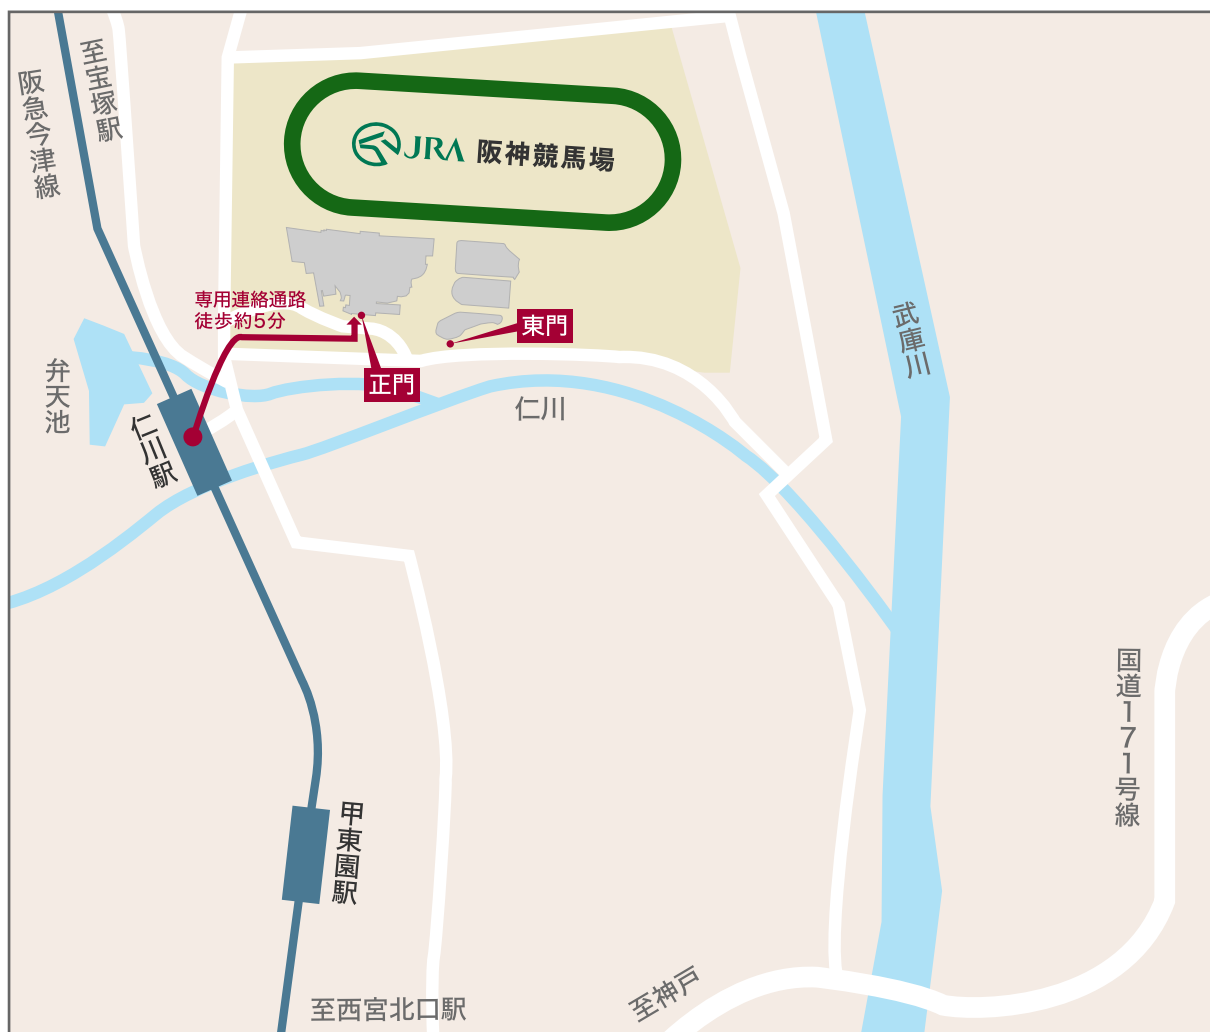 至宝塚駅
阪急今津線
JRA 阪神競馬場
専用連絡通路
徒歩約5分
東門
正門
武庫川
弁天池
仁川
仁川駅
国道171号線
甲東園駅
至神戸
至西宮北口駅